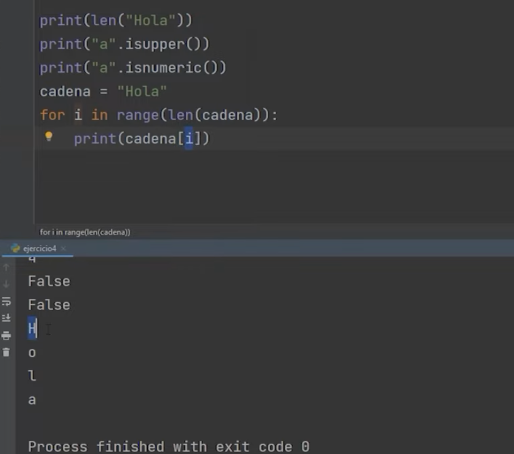 print(len("Hola"))
print("a".isupper())
print("a".isnumeric())
cadena = "Hola"
for i in range(len(cadena)):
print(cadena[i])
for i in range(len(cadena))
ejercicio4
4
False
False
H
o
l
a
Process finished with exit code 0